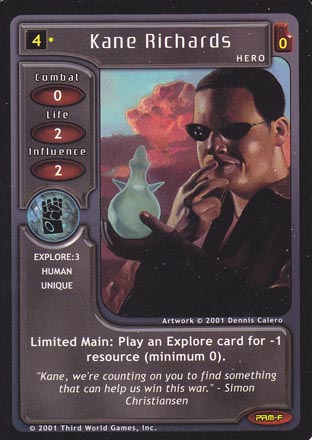 4
Kane Richards
0
HERO
Combat
0
Life
2
Influence
2
EXPLORE:3
HUMAN
UNIQUE
Artwork © 2001 Dennis Calero
Limited Main: Play an Explore card for -1
resource (minimum 0).
"Kane, we're counting on you to find something
that can help us win this war." - Simon
Christiansen
© 2001 Third World Games, Inc.
PRM-F